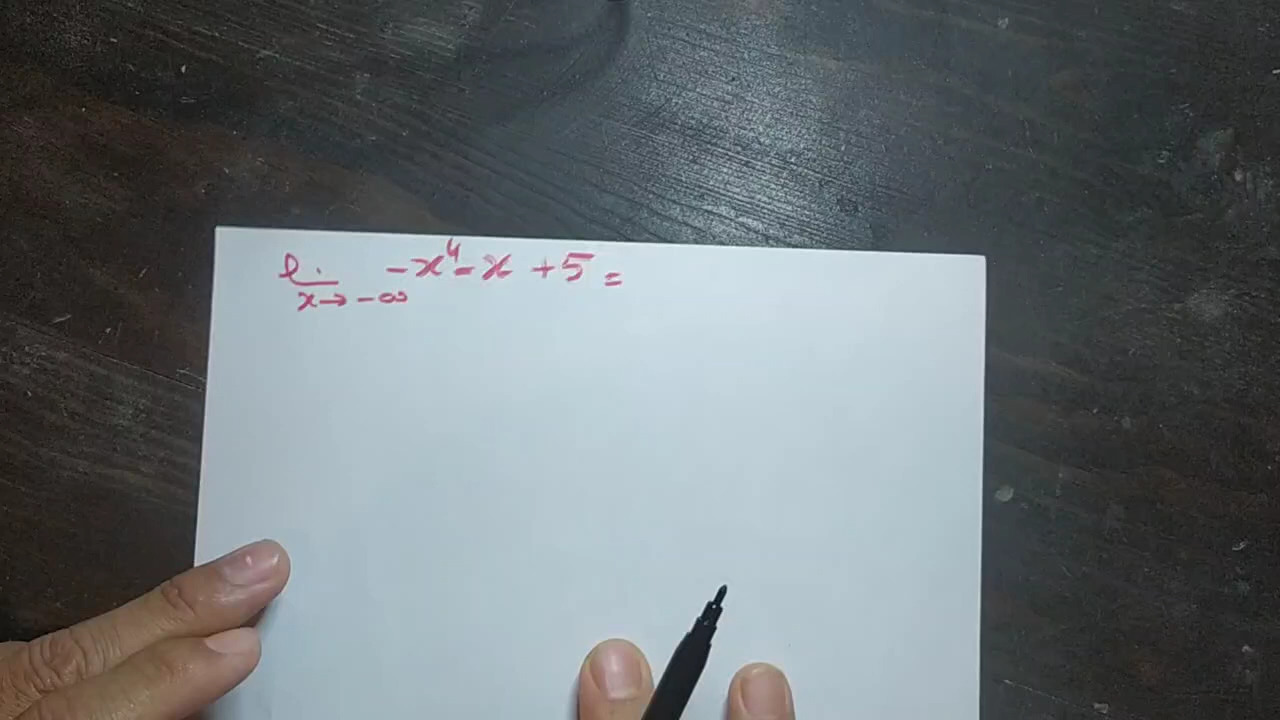 lim -x⁴-x +5 =
x→-∞